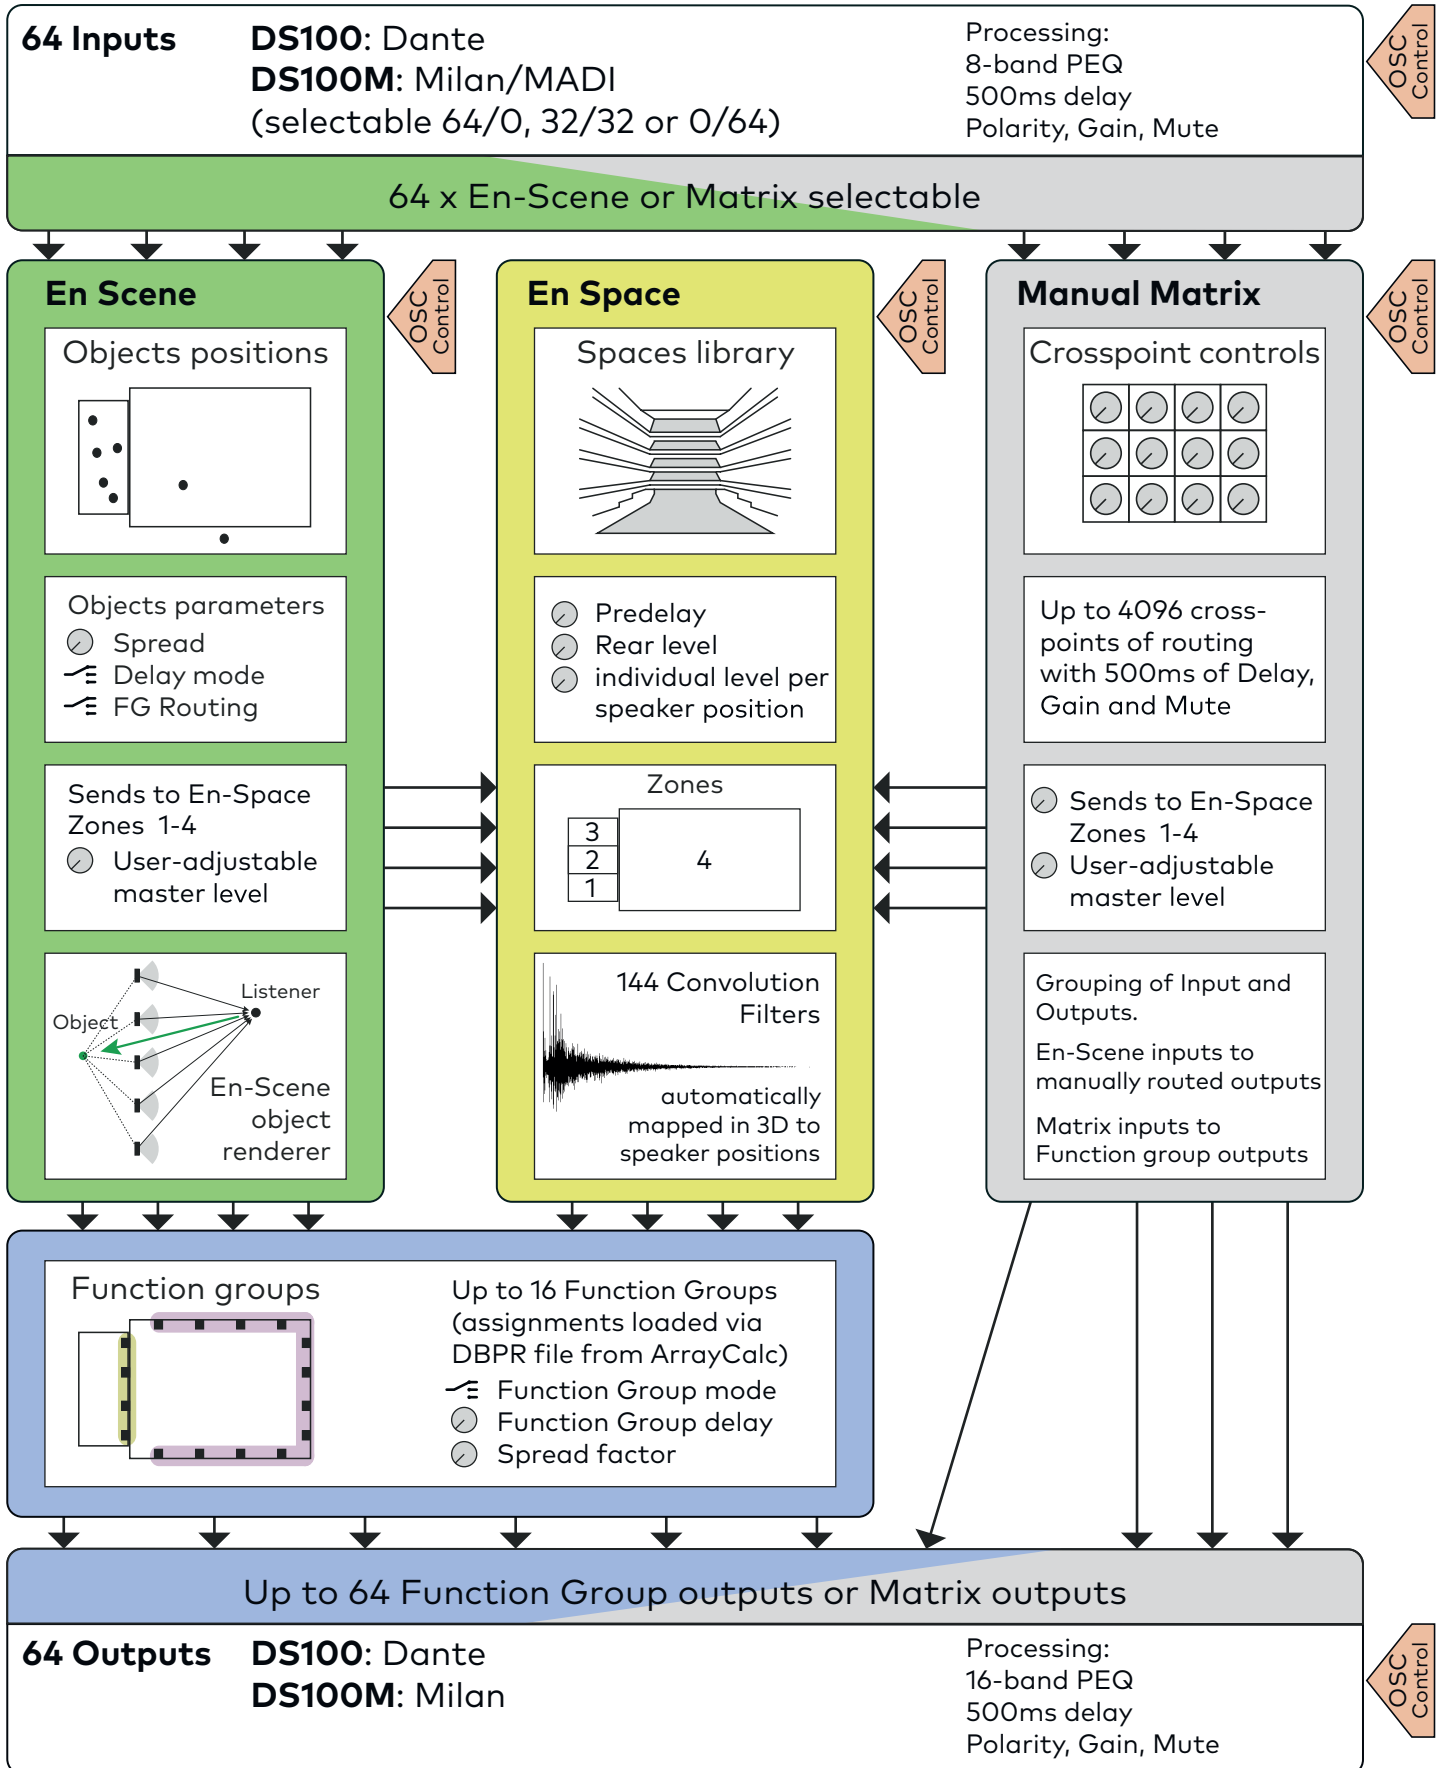 64 Inputs
DS100: Dante
DS100M: Milan/MADI
(selectable 64/0, 32/32 or 0/64)
Processing:
8-band PEQ
500ms delay
Polarity, Gain, Mute
OSC
Control
64 x En-Scene or Matrix selectable
En Scene
OSC
Control
Objects positions
Objects parameters
Spread
Delay mode
FG Routing
Sends to En-Space
Zones 1-4
User-adjustable
master level
Listener
Object
En-Scene
object
renderer
En Space
OSC
Control
Spaces library
Predelay
Rear level
individual level per
speaker position
Zones
3
2
1
4
144 Convolution
Filters
automatically
mapped in 3D to
speaker positions
Manual Matrix
OSC
Control
Crosspoint controls
Up to 4096 cross-
points of routing
with 500ms of Delay,
Gain and Mute
Sends to En-Space
Zones 1-4
User-adjustable
master level
Grouping of Input and
Outputs.
En-Scene inputs to
manually routed outputs
Matrix inputs to
Function group outputs
Function groups
Up to 16 Function Groups
(assignments loaded via
DBPR file from ArrayCalc)
Function Group mode
Function Group delay
Spread factor
Up to 64 Function Group outputs or Matrix outputs
64 Outputs
DS100: Dante
DS100M: Milan
Processing:
16-band PEQ
500ms delay
Polarity, Gain, Mute
OSC
Control